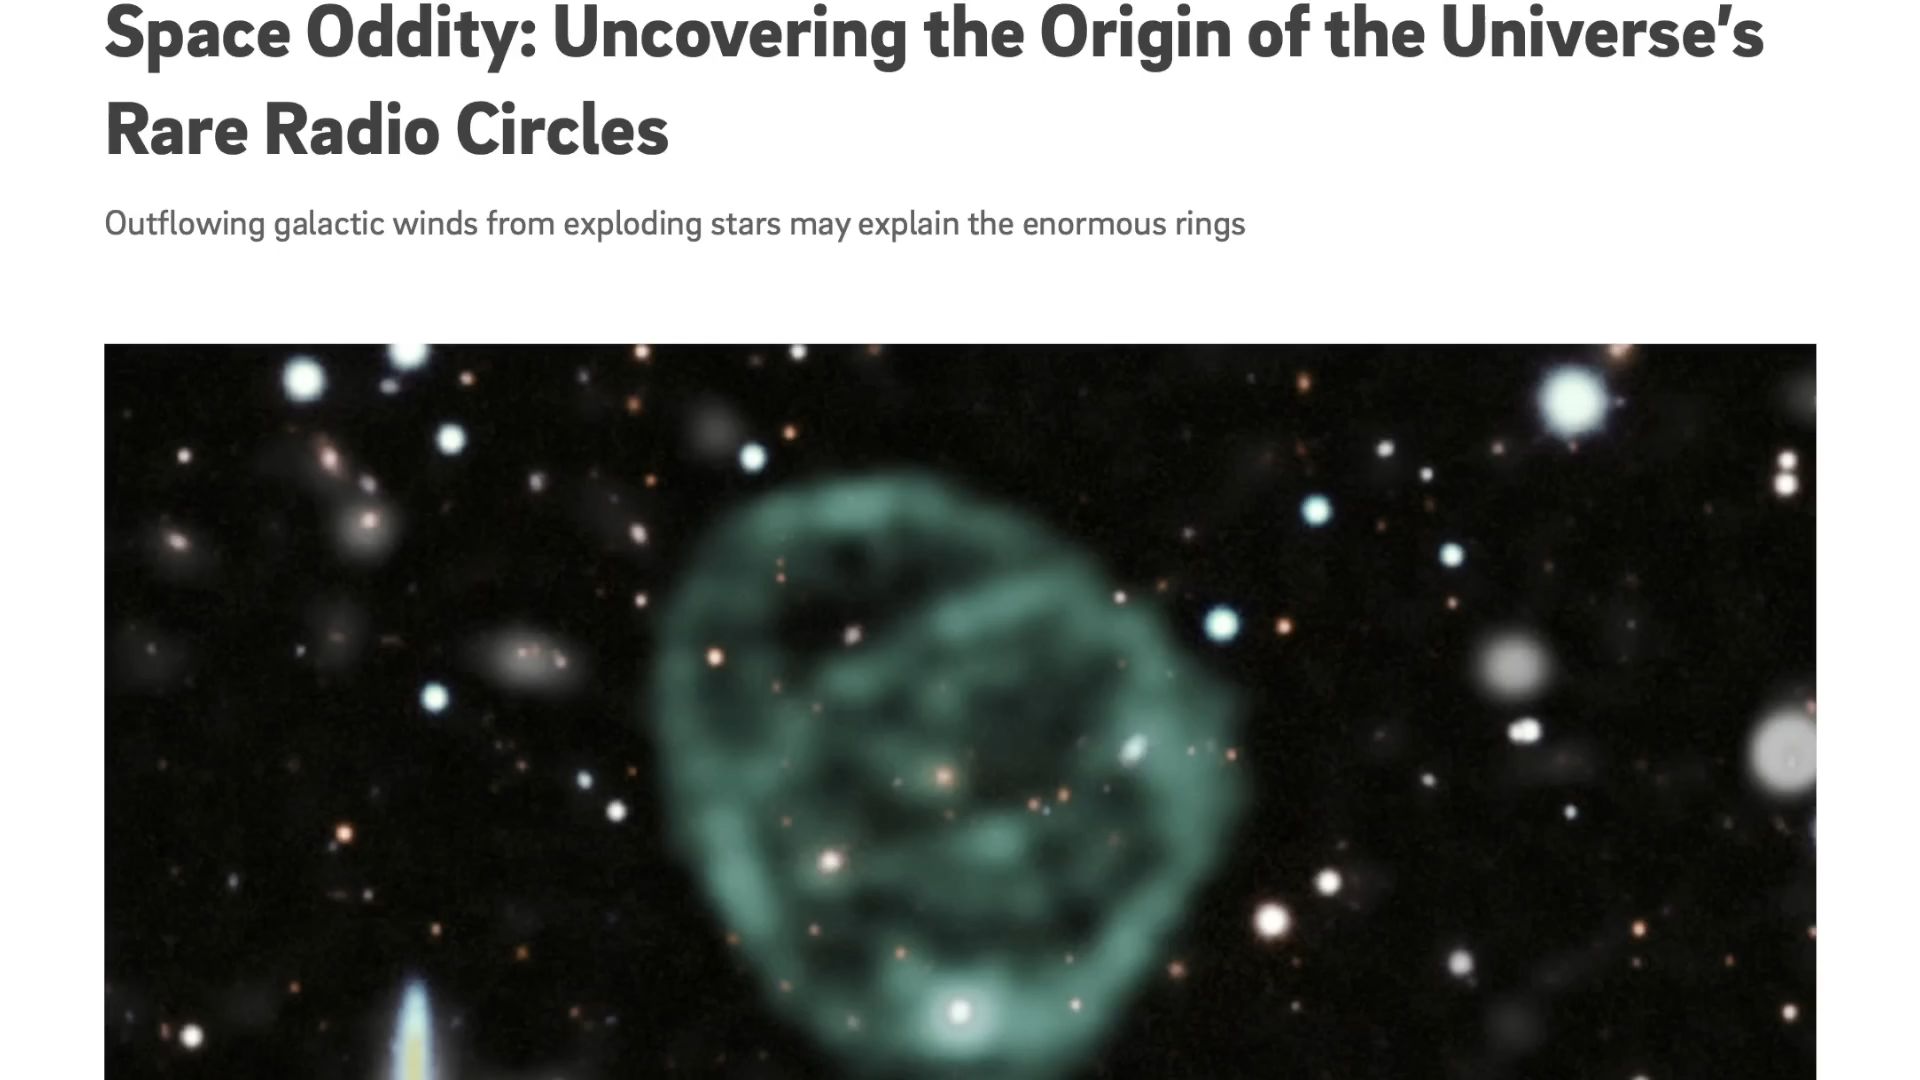 Space Oddity: Uncovering the Origin of the Universe’s
Rare Radio Circles
Outflowing galactic winds from exploding stars may explain the enormous rings